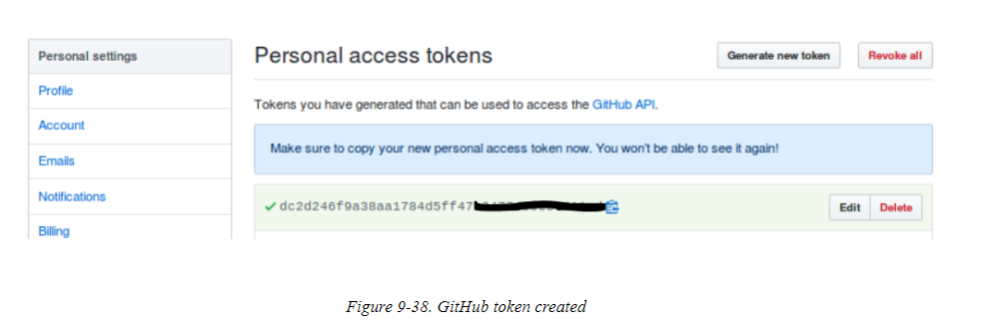 Personal settings
Profile
Account
Emails
Notifications
Billing
Personal access tokens
Generate new token
Revoke all
Tokens you have generated that can be used to access the GitHub API.
Make sure to copy your new personal access token now. You won't be able to see it again!
dc2d246f9a38aa1784d5ff47
Edit
Delete
Figure 9-38. GitHub token created